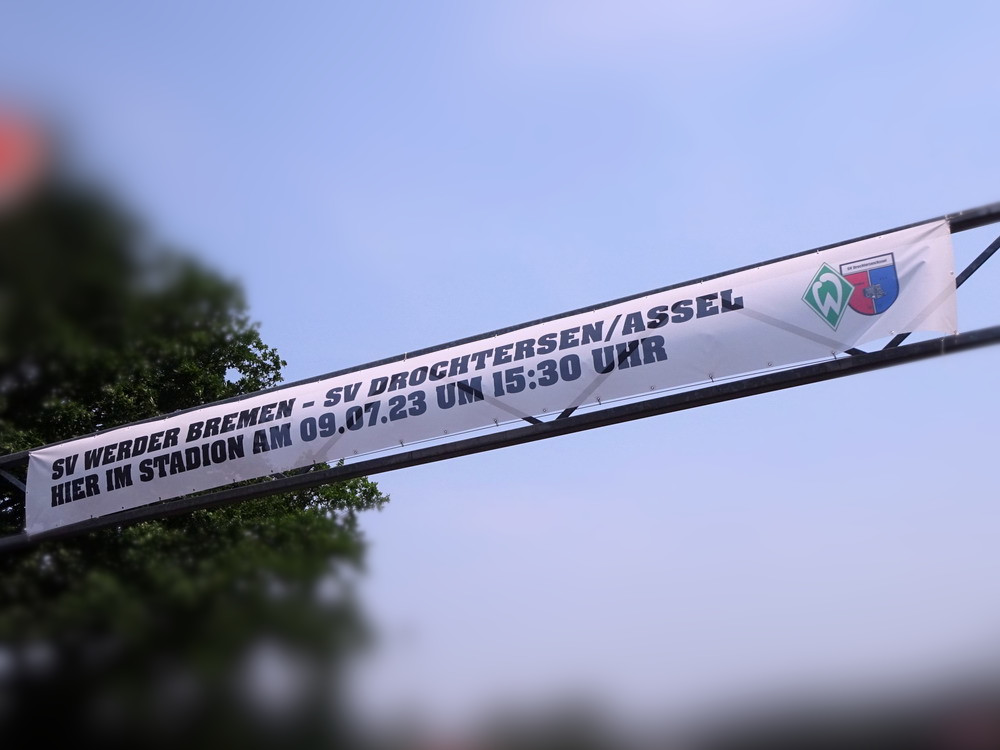 SV WERDER BREMEN - SV DROCHTERSEN/ASSEL
HIER IM STADION AM 09.07.23 UM 15:30 UHR